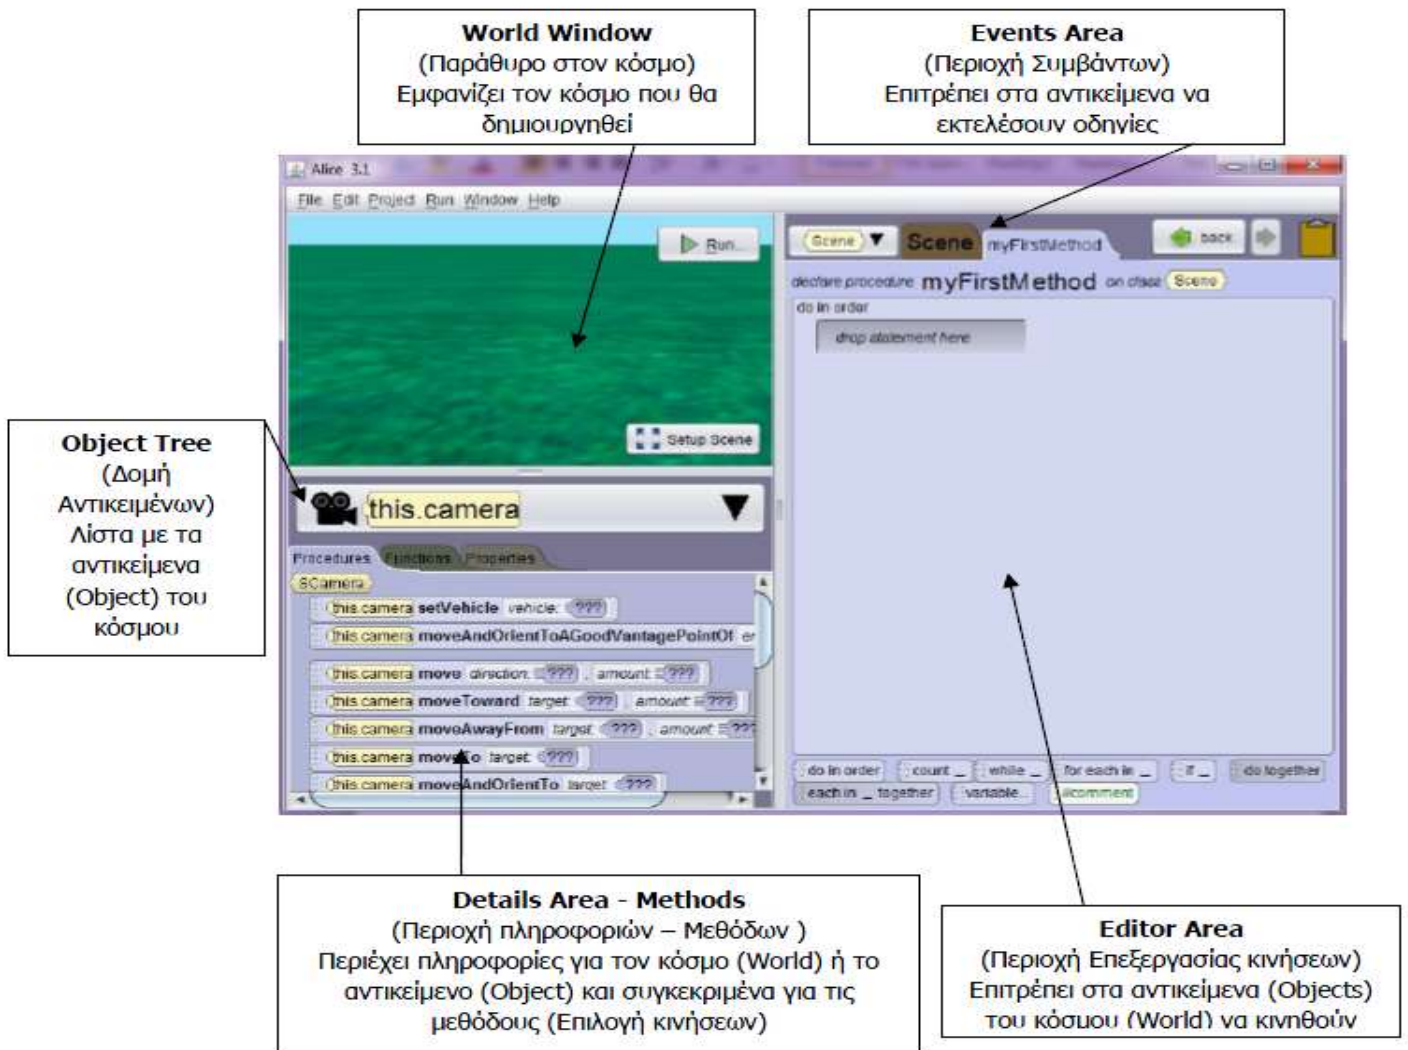 World Window
(Παράθυρο στον κόσμο)
Εμφανίζει τον κόσμο που θα
δημιουργηθεί
Events Area
(Περιοχή Συμβάντων)
Επιτρέπει στα αντικείμενα να
εκτελέσουν οδηγίες
Alice 3.1
File Edit Project Run Window Help
Run...
Setup Scene
Scene Scene myFirstMethod back
declare procedure myFirstMethod on class Scene
do in order
drop statement here
Object Tree
(Δομή
Αντικειμένων)
Λίστα με τα
αντικείμενα
(Object) του
κόσμου
this.camera
Procedures Functions Properties
SCamera
this.camera setVehicle vehicle: ???
this.camera moveAndOrientToAGoodVantagePointOf
this.camera move direction: ??? , amount: ???
this.camera moveToward target: ??? , amount: ???
this.camera moveAwayFrom target: ??? , amount: ???
this.camera moveTo target: ???
this.camera moveAndOrientTo target: ???
do in order count _ while _ for each in _ if _ do together
each in _ together variable... //comment
Details Area - Methods
(Περιοχή πληροφοριών – Μεθόδων )
Περιέχει πληροφορίες για τον κόσμο (World) ή το
αντικείμενο (Object) και συγκεκριμένα για τις
μεθόδους (Επιλογή κινήσεων)
Editor Area
(Περιοχή Επεξεργασίας κινήσεων)
Επιτρέπει στα αντικείμενα (Objects)
του κόσμου (World) να κινηθούν